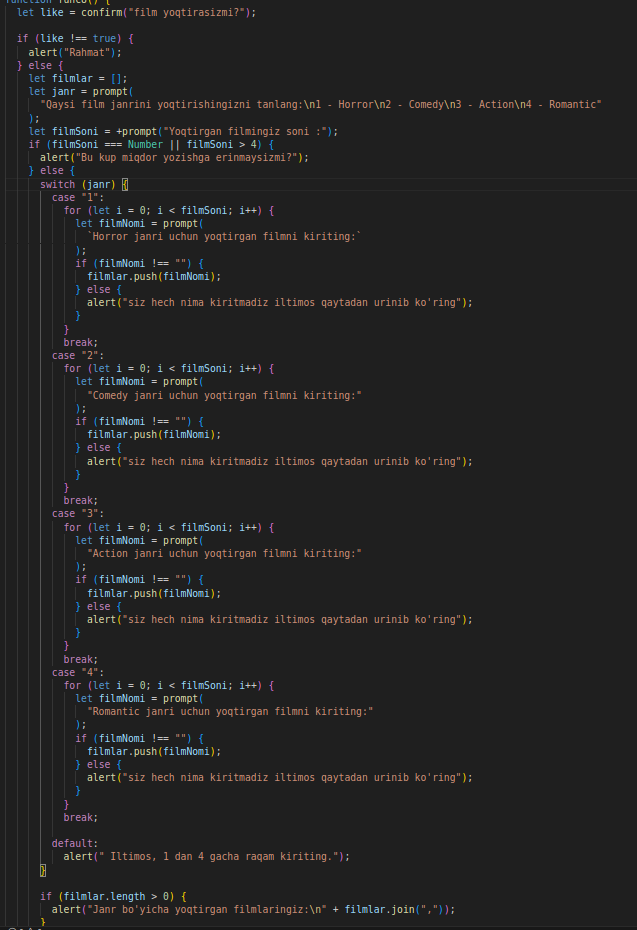 let like = confirm("film yoqtirasizmi?");
if (like !== true) {
alert("Rahmat");
} else {
let filmlar = [];
let janr = prompt(
"Qaysi film janrini yoqtirishingizni tanlang:\n1 - Horror\n2 - Comedy\n3 - Action\n4 - Romantic"
);
let filmSoni = +prompt("Yoqtirgan filmingiz soni :");
if (filmSoni === Number || filmSoni > 4) {
alert("Bu kup miqdor yozishga erinmaysizmi?");
} else {
switch (janr) {
case "1":
for (let i = 0; i < filmSoni; i++) {
let filmNomi = prompt(
`Horror janri uchun yoqtirgan filmni kiriting:`
);
if (filmNomi !== "") {
filmlar.push(filmNomi);
} else {
alert("siz hech nima kiritmadiz iltimos qaytadan urinib ko'ring");
}
}
break;
case "2":
for (let i = 0; i < filmSoni; i++) {
let filmNomi = prompt(
"Comedy janri uchun yoqtirgan filmni kiriting:"
);
if (filmNomi !== "") {
filmlar.push(filmNomi);
} else {
alert("siz hech nima kiritmadiz iltimos qaytadan urinib ko'ring");
}
}
break;
case "3":
for (let i = 0; i < filmSoni; i++) {
let filmNomi = prompt(
"Action janri uchun yoqtirgan filmni kiriting:"
);
if (filmNomi !== "") {
filmlar.push(filmNomi);
} else {
alert("siz hech nima kiritmadiz iltimos qaytadan urinib ko'ring");
}
}
break;
case "4":
for (let i = 0; i < filmSoni; i++) {
let filmNomi = prompt(
"Romantic janri uchun yoqtirgan filmni kiriting:"
);
if (filmNomi !== "") {
filmlar.push(filmNomi);
} else {
alert("siz hech nima kiritmadiz iltimos qaytadan urinib ko'ring");
}
}
break;
default:
alert(" Iltimos, 1 dan 4 gacha raqam kiriting.");
}
if (filmlar.length > 0) {
alert("Janr bo'yicha yoqtirgan filmlaringiz:\n" + filmlar.join(","));
}